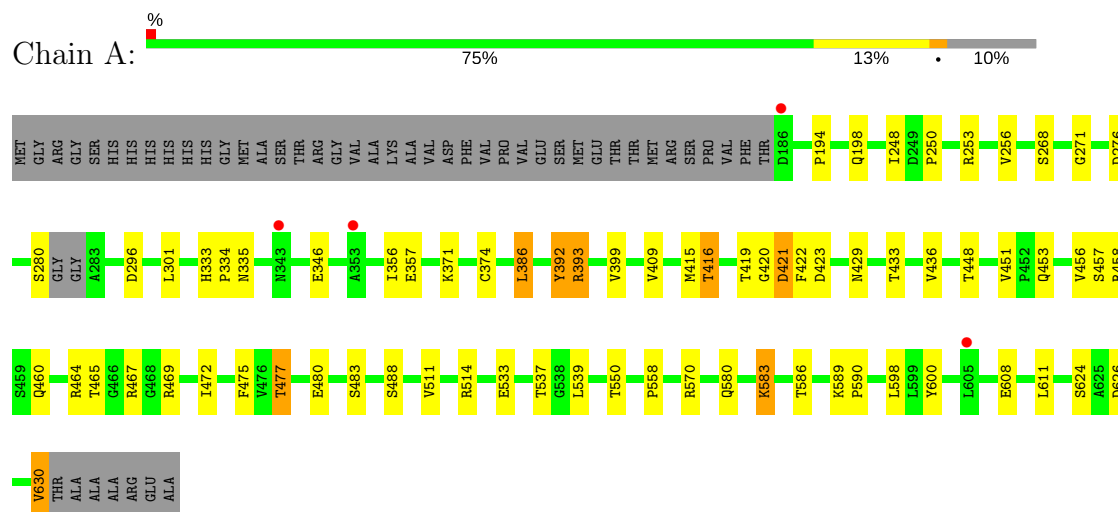 %
Chain A: 75% 13% • 10%
MET GLY ARG GLY SER HIS HIS HIS HIS HIS HIS GLY MET ALA SER THR ARG GLY VAL ALA LYS ALA VAL ASP PHE VAL PRO VAL GLU SER MET GLU THR THR MET ARG SER PRO VAL PHE THR D186 P194 Q198 I248 D249 P250 R253 V256 S268 G271
S280 GLY GLY A283 D296 L301 H333 P334 N335 N343 E346 A353 I356 E357 K371 C374 L386 Y392 R393 V399 V409 M415 T416 T419 G420 D421 F422 D423 N429 T433 V436 T448 V451 P452 Q453 V456 S457
S459 Q460 R464 T465 G466 R467 G468 R469 I472 F475 V476 T477 E480 S483 S488 V511 R514 E533 T537 G538 L539 T550 P558 R570 Q580 K583 T586 K589 P590 L598 L599 Y600 L605 E608 L611 S624 A625
V630 THR ALA ALA ALA ARG GLU ALA